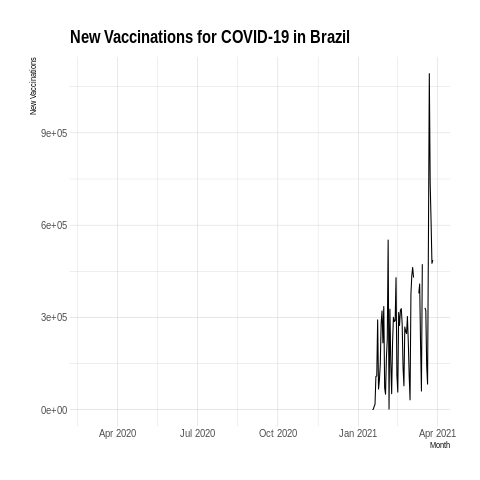 New Vaccinations for COVID-19 in Brazil
New Vaccinations
9e+05
6e+05
3e+05
0e+00
Apr 2020 Jul 2020 Oct 2020 Jan 2021 Apr 2021
Month